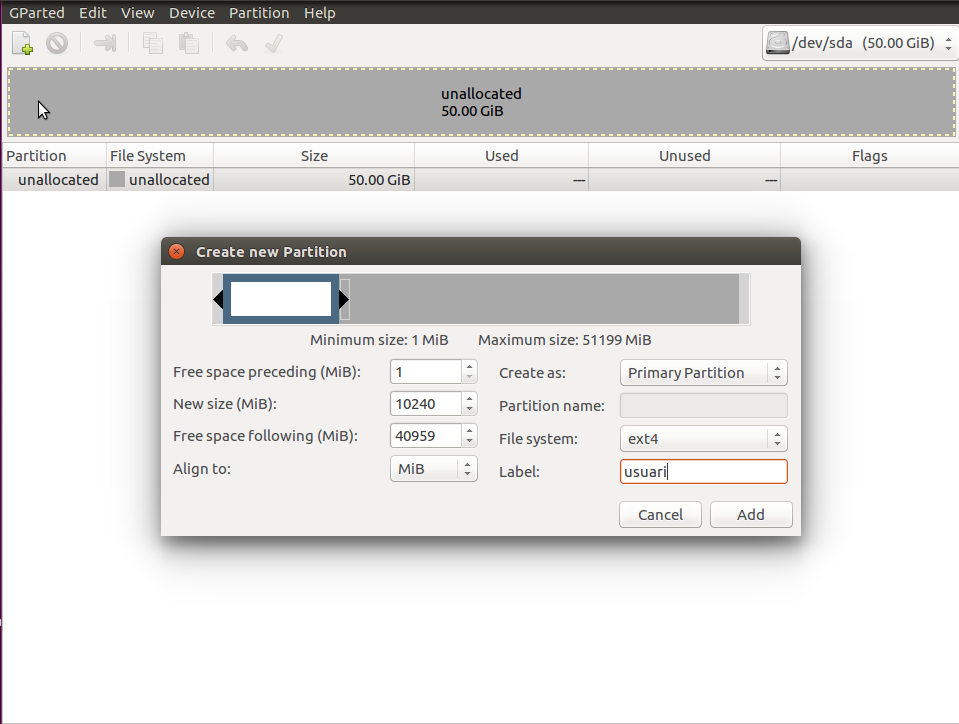 GParted Edit View Device Partition Help
/dev/sda (50.00 GiB)
unallocated
50.00 GiB
Partition File System Size Used Unused Flags
unallocated unallocated 50.00 GiB --- ---
Create new Partition
Minimum size: 1 MiB Maximum size: 51199 MiB
Free space preceding (MiB): 1 Create as: Primary Partition
New size (MiB): 10240 Partition name:
Free space following (MiB): 40959 File system: ext4
Align to: MiB Label: usuari
Cancel Add